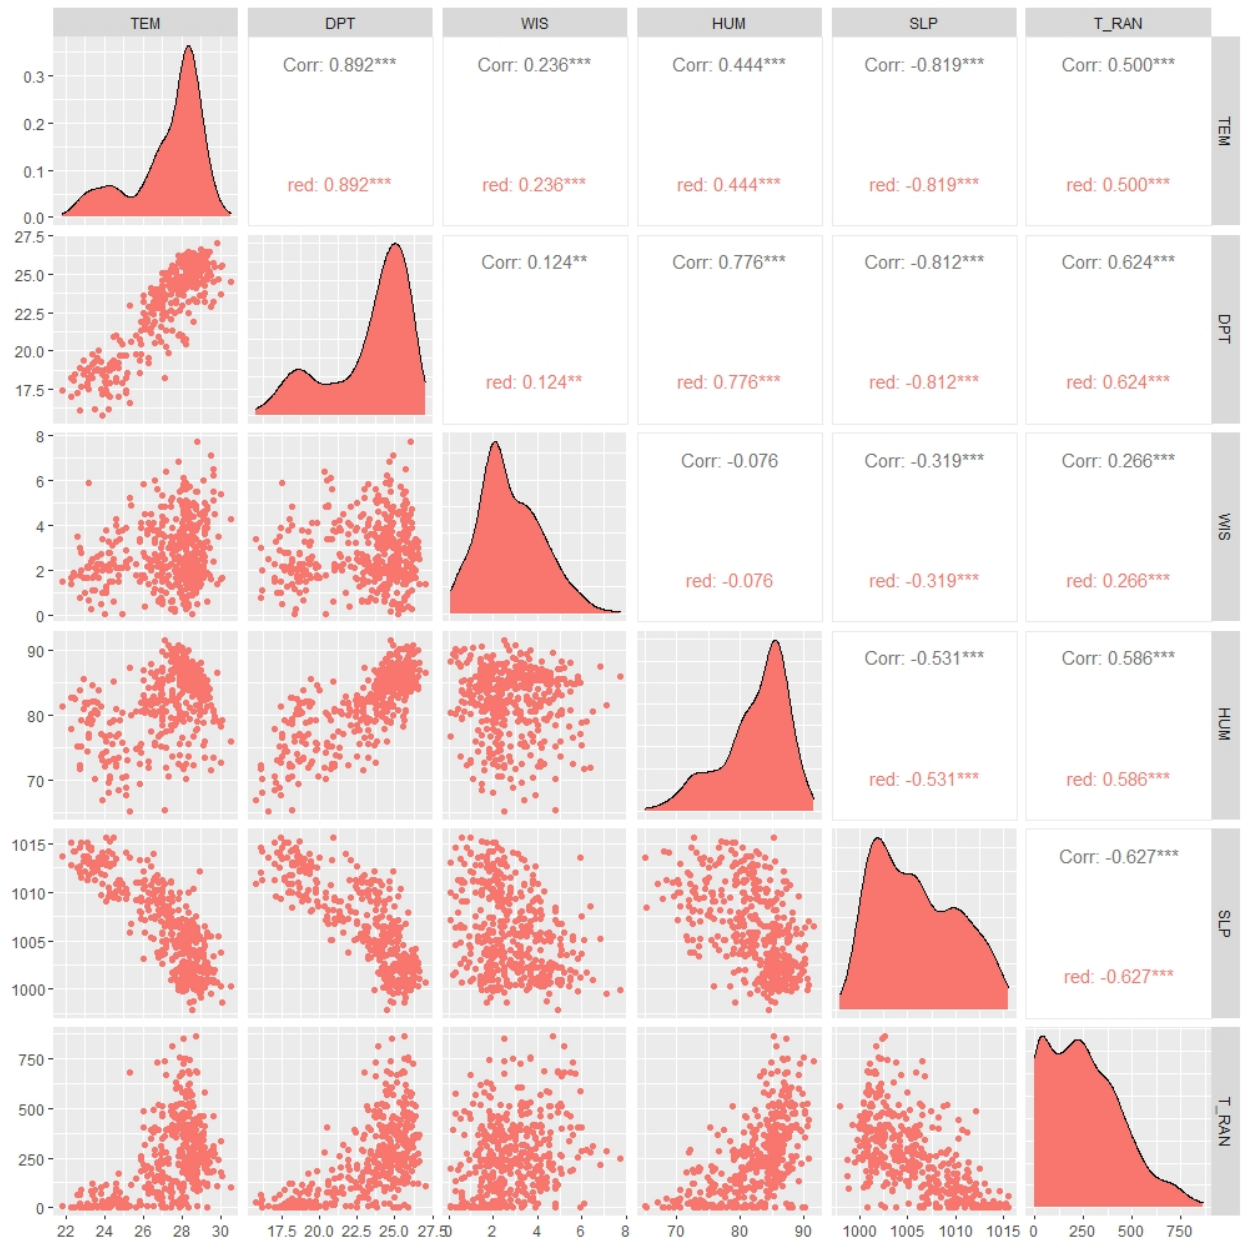 TEM DPT WIS HUM SLP T_RAN
0.3
0.2
0.1
0.0
Corr: 0.892***
red: 0.892***
Corr: 0.236***
red: 0.236***
Corr: 0.444***
red: 0.444***
Corr: -0.819***
red: -0.819***
Corr: 0.500***
red: 0.500***
TEM
27.5
25.0
22.5
20.0
17.5
Corr: 0.124**
red: 0.124**
Corr: 0.776***
red: 0.776***
Corr: -0.812***
red: -0.812***
Corr: 0.624***
red: 0.624***
DPT
8
6
4
2
0
Corr: -0.076
red: -0.076
Corr: -0.319***
red: -0.319***
Corr: 0.266***
red: 0.266***
WIS
90
80
70
Corr: -0.531***
red: -0.531***
Corr: 0.586***
red: 0.586***
HUM
1015
1010
1005
1000
Corr: -0.627***
red: -0.627***
SLP
750
500
250
0
T_RAN
22 24 26 28 30
17.5 20.0 22.5 25.0 27.5
0 2 4 6 8
70 80 90
1000 1005 1010 1015
0 250 500 750